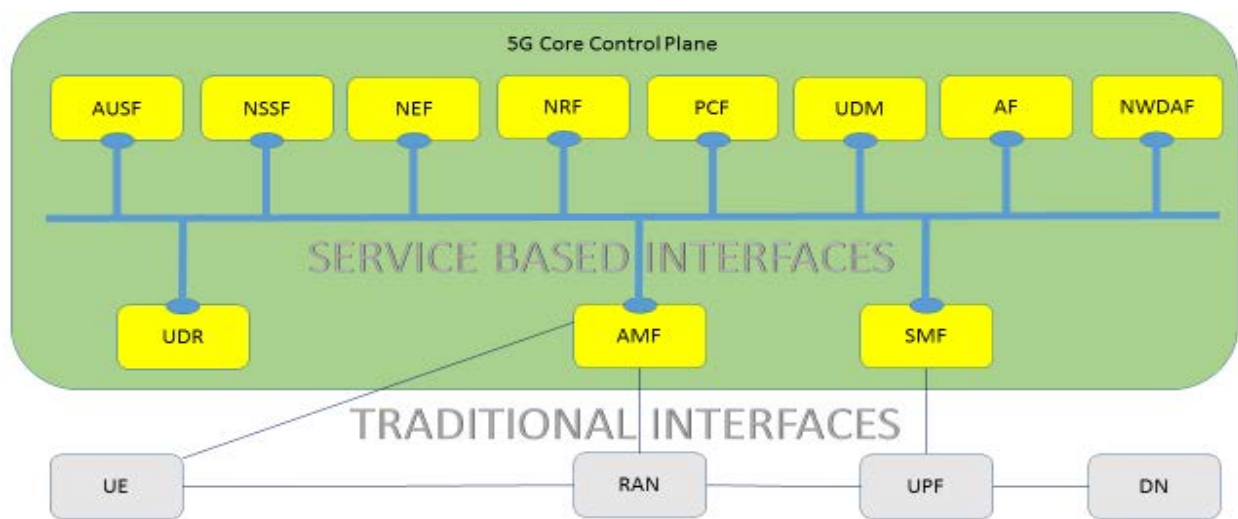 5G Core Control Plane
AUSF
NSSF
NEF
NRF
PCF
UDM
AF
NWDAF
SERVICE BASED INTERFACES
UDR
AMF
SMF
TRADITIONAL INTERFACES
UE
RAN
UPF
DN